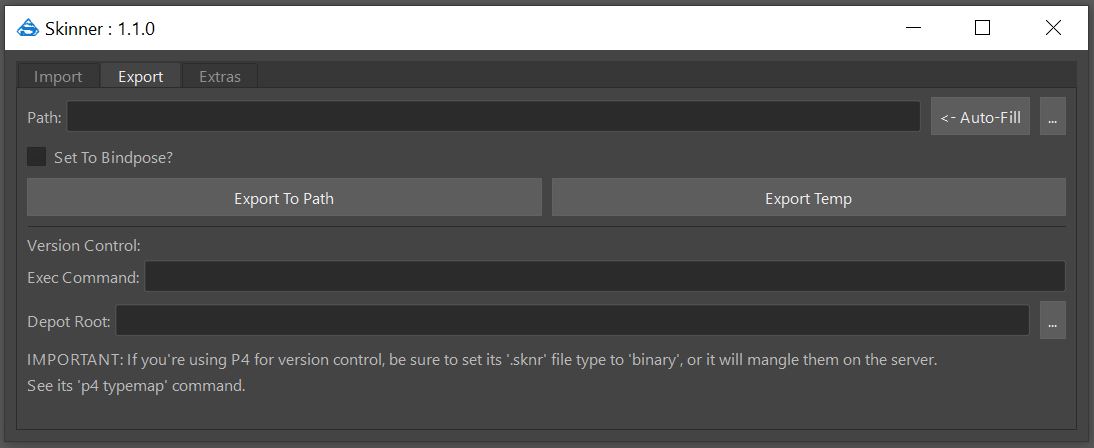 Skinner : 1.1.0
Import Export Extras
Path: <- Auto-Fill ...
Set To Bindpose?
Export To Path Export Temp
Version Control:
Exec Command:
Depot Root: ...
IMPORTANT: If you're using P4 for version control, be sure to set its '.sknr' file type to 'binary', or it will mangle them on the server.
See its 'p4 typemap' command.